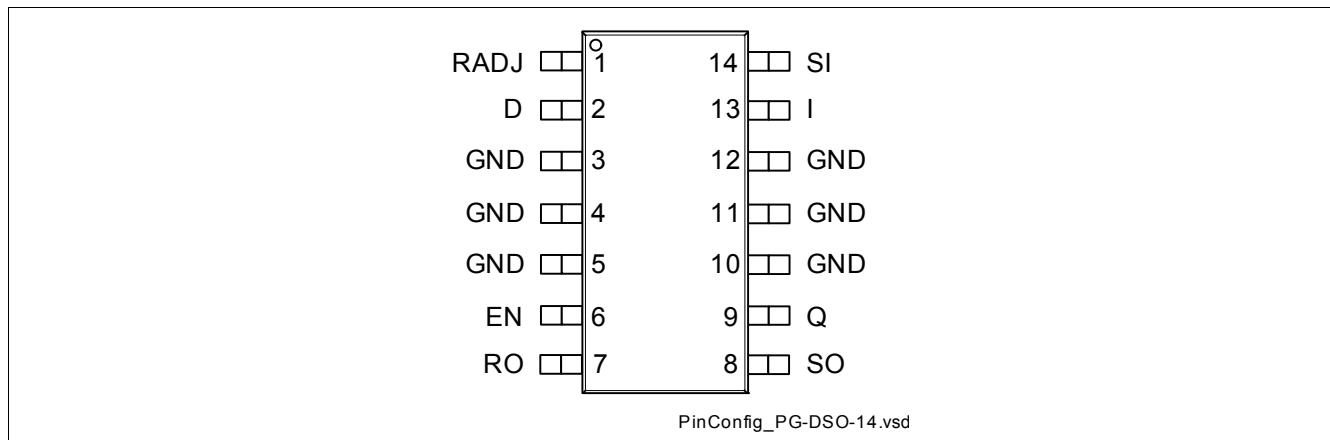 RADJ 1 14 SI
D 2 13 I
GND 3 12 GND
GND 4 11 GND
GND 5 10 GND
EN 6 9 Q
RO 7 8 SO
PinConfig_PG-DSO-14.vsd